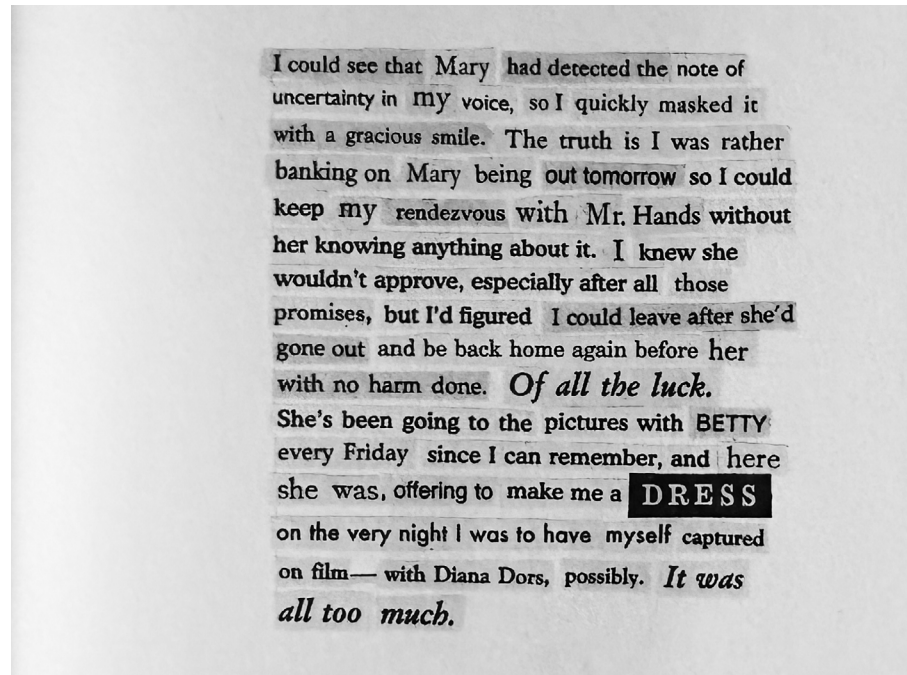 I could see that Mary had detected the note of
uncertainty in my voice, so I quickly masked it
with a gracious smile. The truth is I was rather
banking on Mary being out tomorrow so I could
keep my rendezvous with Mr. Hands without
her knowing anything about it. I knew she
wouldn't approve, especially after all those
promises, but I'd figured I could leave after she'd
gone out and be back home again before her
with no harm done. Of all the luck.
She's been going to the pictures with BETTY
every Friday since I can remember, and here
she was, offering to make me a DRESS
on the very night I was to have myself captured
on film— with Diana Dors, possibly. It was
all too much.